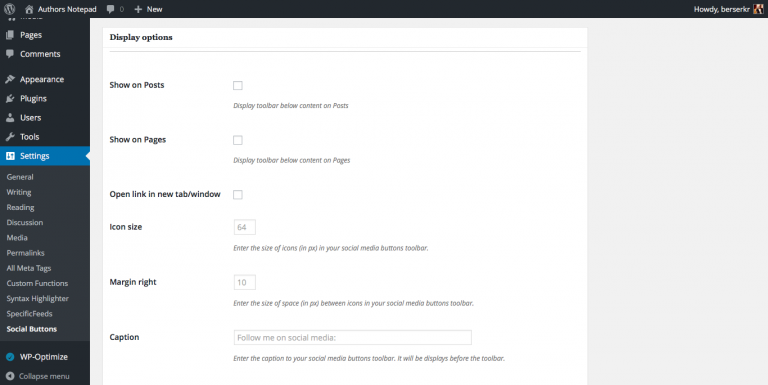 Authors Notepad 0 + New Howdy, berserkr
Pages
Comments
Appearance
Plugins
Users
Tools
Settings
General
Writing
Reading
Discussion
Media
Permalinks
All Meta Tags
Custom Functions
Syntax Highlighter
SpecificFeeds
Social Buttons
WP-Optimize
Collapse menu
Display options
Show on Posts
Display toolbar below content on Posts
Show on Pages
Display toolbar below content on Pages
Open link in new tab/window
Icon size 64
Enter the size of icons (in px) in your social media buttons toolbar.
Margin right 10
Enter the size of space (in px) between icons in your social media buttons toolbar.
Caption Follow me on social media:
Enter the caption to your social media buttons toolbar. It will be displays before the toolbar.